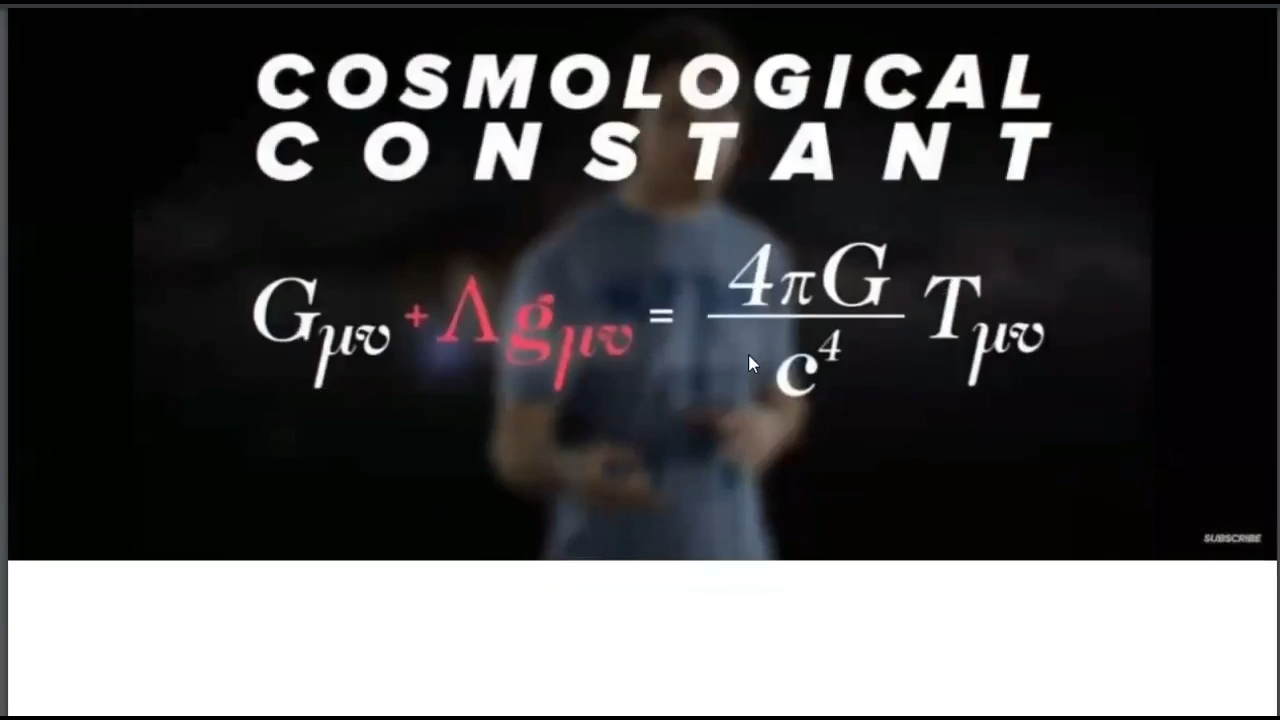 COSMOLOGICAL
CONSTANT
Gμν + Λgμν = 4πG/c⁴ Tμν
SUBSCRIBE